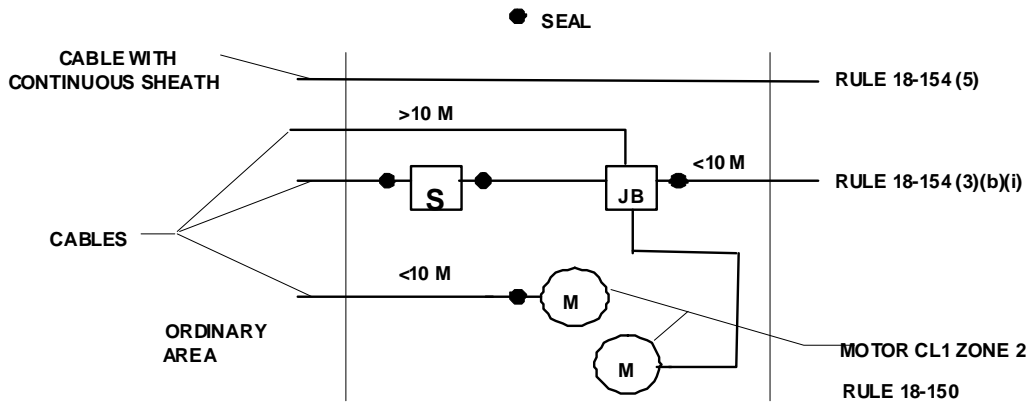 SEAL
CABLE WITH
CONTINUOUS SHEATH
RULE 18-154 (5)
>10 M
<10 M
S
JB
RULE 18-154 (3)(b)(i)
CABLES
<10 M
M
ORDINARY
AREA
M
MOTOR CL1 ZONE 2
RULE 18-150